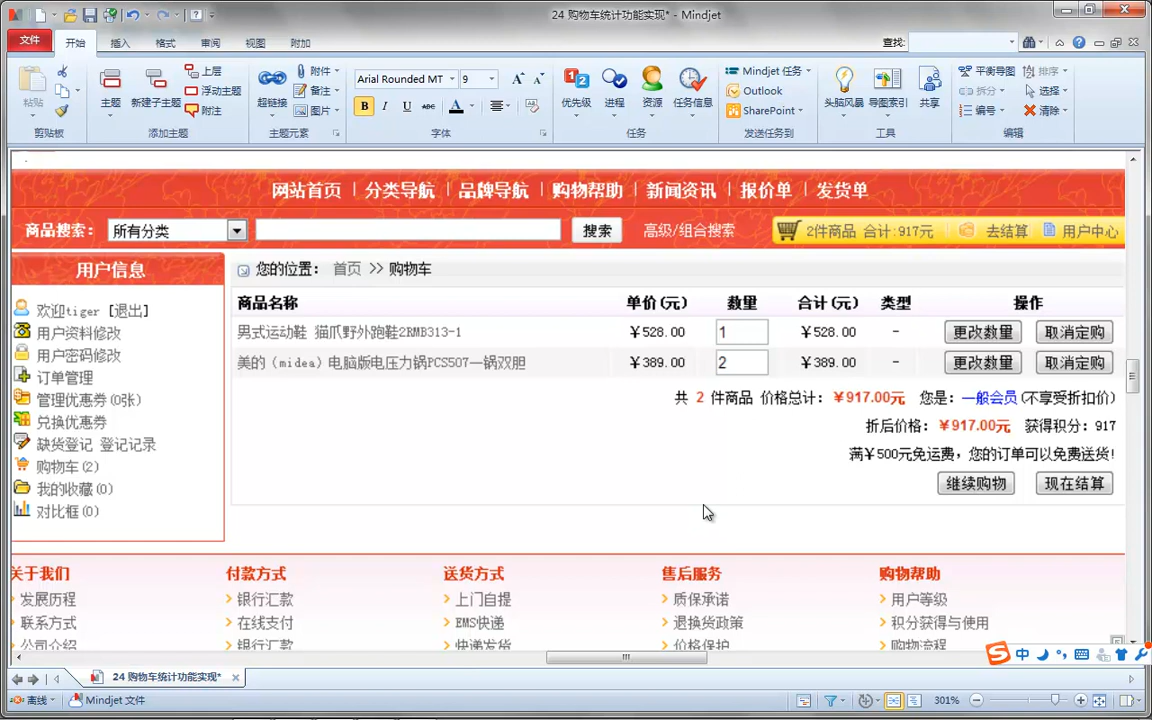 24 购物车统计功能实现* - Mindjet
文件 开始 插入 格式 审阅 视图 附加 查找:
粘贴 主题 新建子主题 上层 浮动主题 附注 超链接 附件 备注 图片 Arial Rounded MT 9 B I U 优先级 进程 资源 任务信息 Mindjet 任务 Outlook SharePoint 头脑风暴 导图索引 共享 平衡导图 拆分 编号 排序 选择 清除
剪贴板 添加主题 主题元素 字体 任务 发送任务到 工具 编辑
网站首页 分类导航 品牌导航 购物帮助 新闻资讯 报价单 发货单
商品搜索: 所有分类 搜索 高级/组合搜索 2件商品 合计:917元 去结算 用户中心
用户信息
欢迎tiger [退出]
用户资料修改
用户密码修改
订单管理
管理优惠券(0张)
兑换优惠券
缺货登记 登记记录
购物车(2)
我的收藏(0)
对比框(0)
您的位置: 首页 >> 购物车
商品名称 单价(元) 数量 合计(元) 类型 操作
男式运动鞋 猫爪野外跑鞋2RMB313-1 ￥528.00 1 ￥528.00 - 更改数量 取消定购
美的（midea）电脑版电压力锅PCS507一锅双胆 ￥389.00 2 ￥389.00 - 更改数量 取消定购
共 2 件商品 价格总计: ￥917.00元 您是: 一般会员(不享受折扣价)
折后价格: ￥917.00元 获得积分: 917
满￥500元免运费，您的订单可以免费送货!
继续购物 现在结算
关于我们 付款方式 送货方式 售后服务 购物帮助
发展历程 银行汇款 上门自提 质保承诺 用户等级
联系方式 在线支付 EMS快递 退换货政策 积分获得与使用
公司介绍 银行汇款 快递发货 价格保护 购物流程
中
24 购物车统计功能实现*
离线 Mindjet 文件 301%